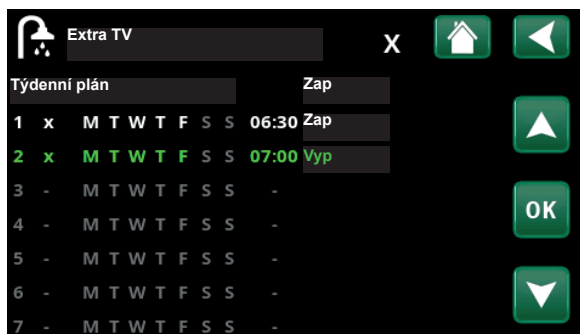 Extra TV X
Týdenní plán Zap
1 x M T W T F S S 06:30 Zap
2 x M T W T F S S 07:00 Vyp
3 - M T W T F S S -
4 - M T W T F S S -
OK
5 - M T W T F S S -
6 - M T W T F S S -
7 - M T W T F S S -